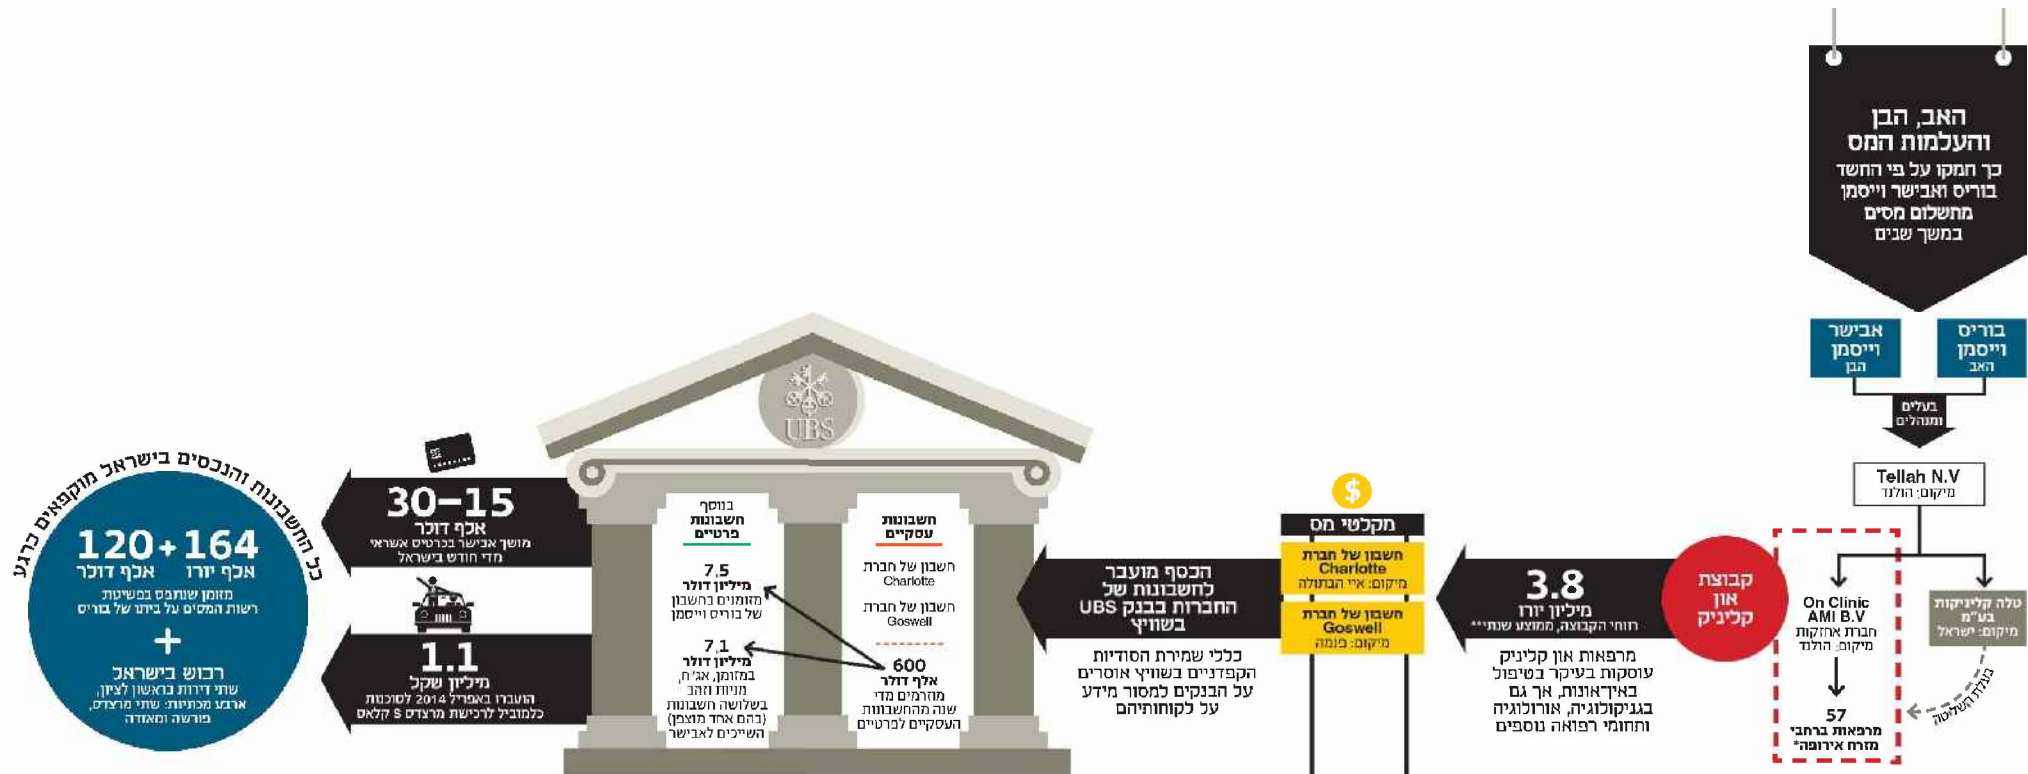 האב, הבן
והעלמות המס
כך חמקו על פי החשד
בוריס ואבישר וייסמן
מתשלום מסים
במשך שנים
בוריס
וייסמן
האב
אבישר
וייסמן
הבן
בעלים
ומנהלים
Tellah N.V
מיקום: הולנד
טלה קליניקות
בע"מ
מיקום: ישראל
בעלת השליטה
On Clinic
AMI B.V
חברת אחזקות
מיקום: הולנד
57
מרפאות ברחבי
מזרח אירופה*
קבוצת
און
קליניק
3.8
מיליון יורו
רווחי הקבוצה, ממוצע שנתי**
מרפאות און קליניק
עוסקות בעיקר בטיפול
באין־אונות, אך גם
בגניקולוגיה, אורולוגיה
ותחומי רפואה נוספים
$
מקלטי מס
חשבון של חברת
Charlotte
מיקום: איי הבתולה
חשבון של חברת
Goswell
מיקום: פנמה
הכסף מועבר
לחשבונות של
החברות בבנק UBS
בשוויץ
כללי שמירת הסודיות
הקפדניים בשוויץ אוסרים
על הבנקים למסור מידע
על לקוחותיהם
UBS
חשבונות
עסקיים
חשבון של חברת
Charlotte
חשבון של חברת
Goswell
600
אלף דולר
מוזרמים מדי
שנה מהחשבונות
העסקיים לפרטיים
בנוסף
חשבונות
פרטיים
7.5
מיליון דולר
מזומנים בחשבון
של בוריס וייסמן
7.1
מיליון דולר
במזומן, אג"ח,
מניות וזהב
בשלושה חשבונות
(בהם אחד מוצפן)
השייכים לאבישר
30–15
אלף דולר
מושך אבישר בכרטיס אשראי
מדי חודש בישראל
1.1
מיליון שקל
הועברו באפריל 2014 לסוכנות
כלמוביל לרכישת מרצדס S קלאס
כל החשבונות והנכסים בישראל מוקפאים כרגע
120+164
אלף יורו אלף דולר
מזומן שנתפס בפשיטת
רשות המסים על ביתו של בוריס
+
רכוש בישראל
שתי דירות בראשון לציון,
ארבע מכוניות: שתי מרצדס,
פורשה ומאזדה